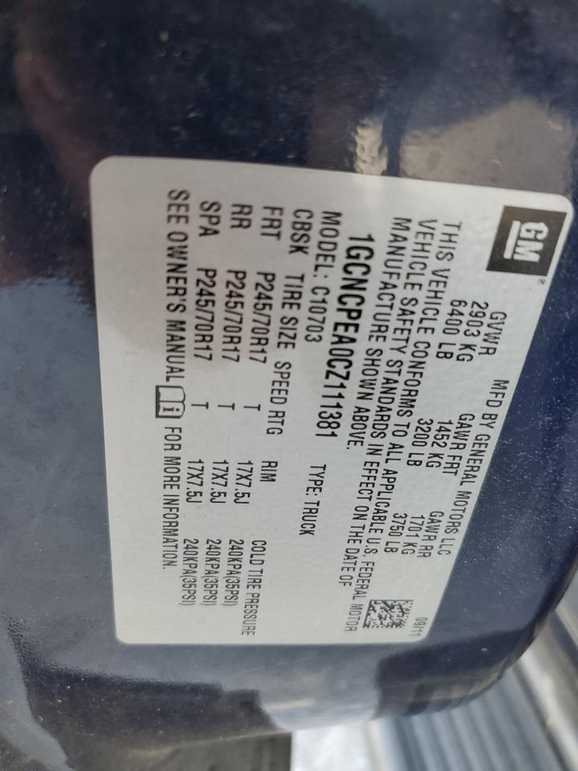 GM
MFD BY GENERAL MOTORS LLC 09/11
GVWR GAWR FRT GAWR RR
2903 KG 1452 KG 1701 KG
6400 LB 3200 LB 3750 LB
THIS VEHICLE CONFORMS TO ALL APPLICABLE U.S. FEDERAL MOTOR
VEHICLE SAFETY STANDARDS IN EFFECT ON THE DATE OF
MANUFACTURE SHOWN ABOVE.
1GCNCPEA0CZ111381 TYPE: TRUCK
MODEL: C10703
CBSK TIRE SIZE SPEED RTG RIM COLD TIRE PRESSURE
FRT P245/70R17 T 17X7.5J 240KPA(35PSI)
RR P245/70R17 T 17X7.5J 240KPA(35PSI)
SPA P245/70R17 T 17X7.5J 240KPA(35PSI)
SEE OWNER'S MANUAL FOR MORE INFORMATION.